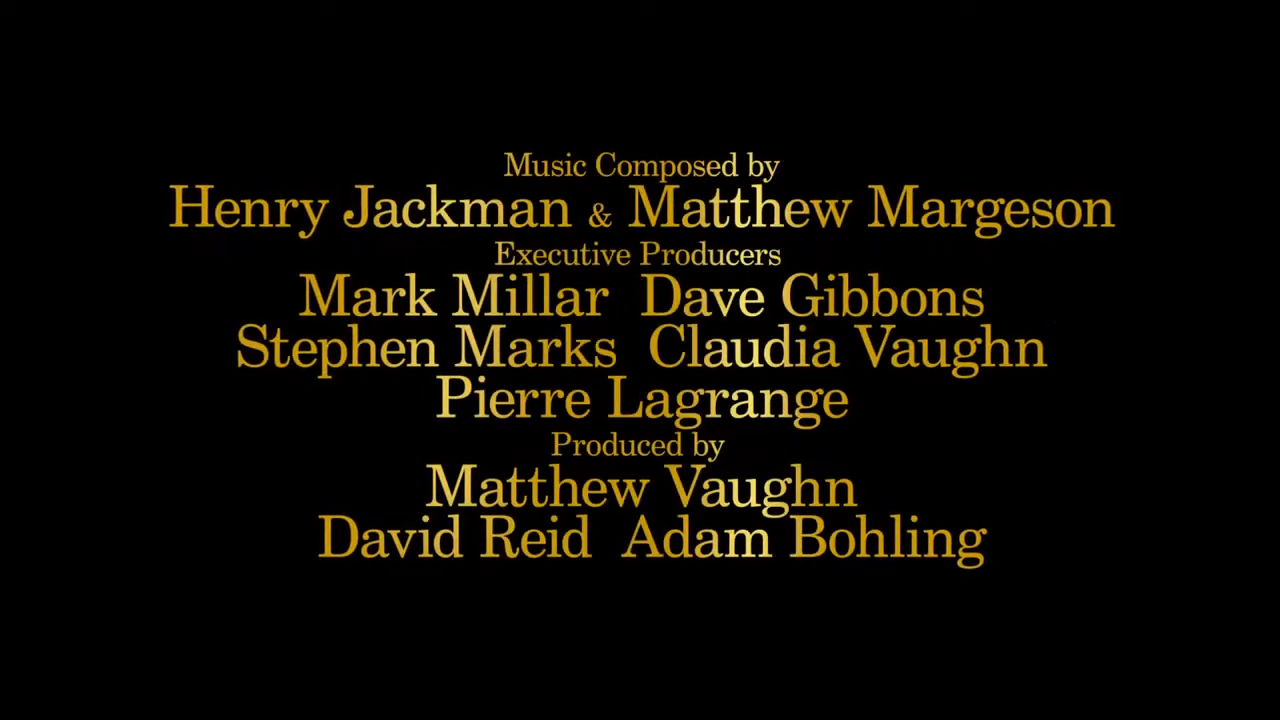 Music Composed by
Henry Jackman & Matthew Margeson
Executive Producers
Mark Millar  Dave Gibbons
Stephen Marks  Claudia Vaughn
Pierre Lagrange
Produced by
Matthew Vaughn
David Reid  Adam Bohling